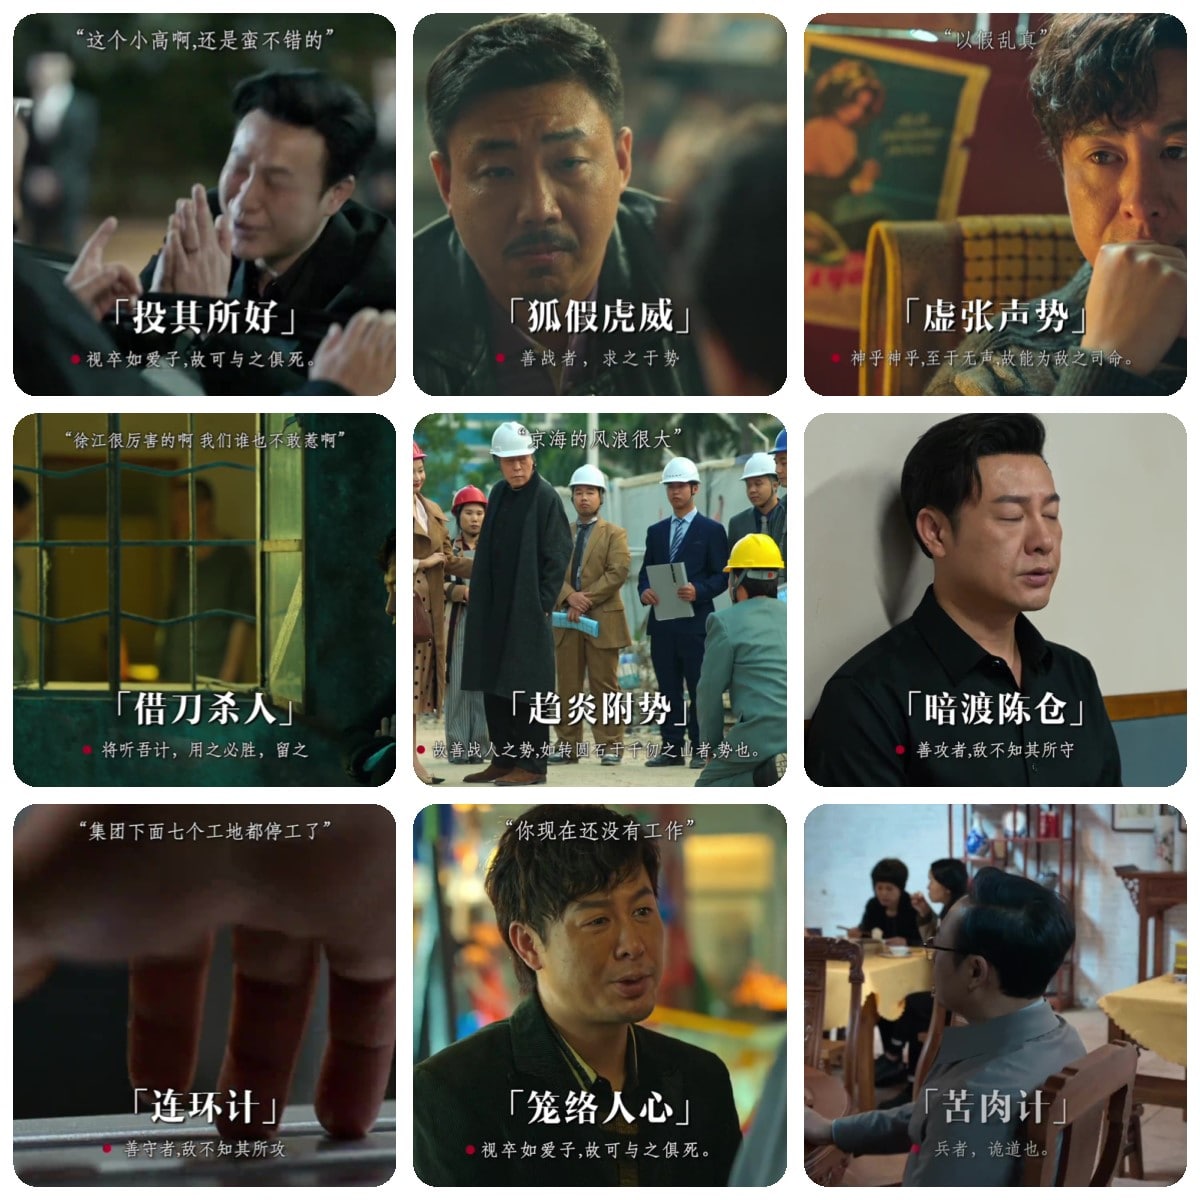 “这个小高啊,还是蛮不错的”
「投其所好」
视卒如爱子,故可与之俱死。
「狐假虎威」
善战者，求之于势
“以假乱真”
「虚张声势」
神乎神乎,至于无声,故能为敌之司命。
“徐江很厉害的啊 我们谁也不敢惹啊”
「借刀杀人」
将听吾计，用之必胜，留之
“京海的风浪很大”
「趋炎附势」
故善战人之势,如转圆石于千仞之山者,势也。
「暗渡陈仓」
善攻者,敌不知其所守
“集团下面七个工地都停工了”
「连环计」
善守者,敌不知其所攻
“你现在还没有工作”
「笼络人心」
视卒如爱子,故可与之俱死。
「苦肉计」
兵者，诡道也。